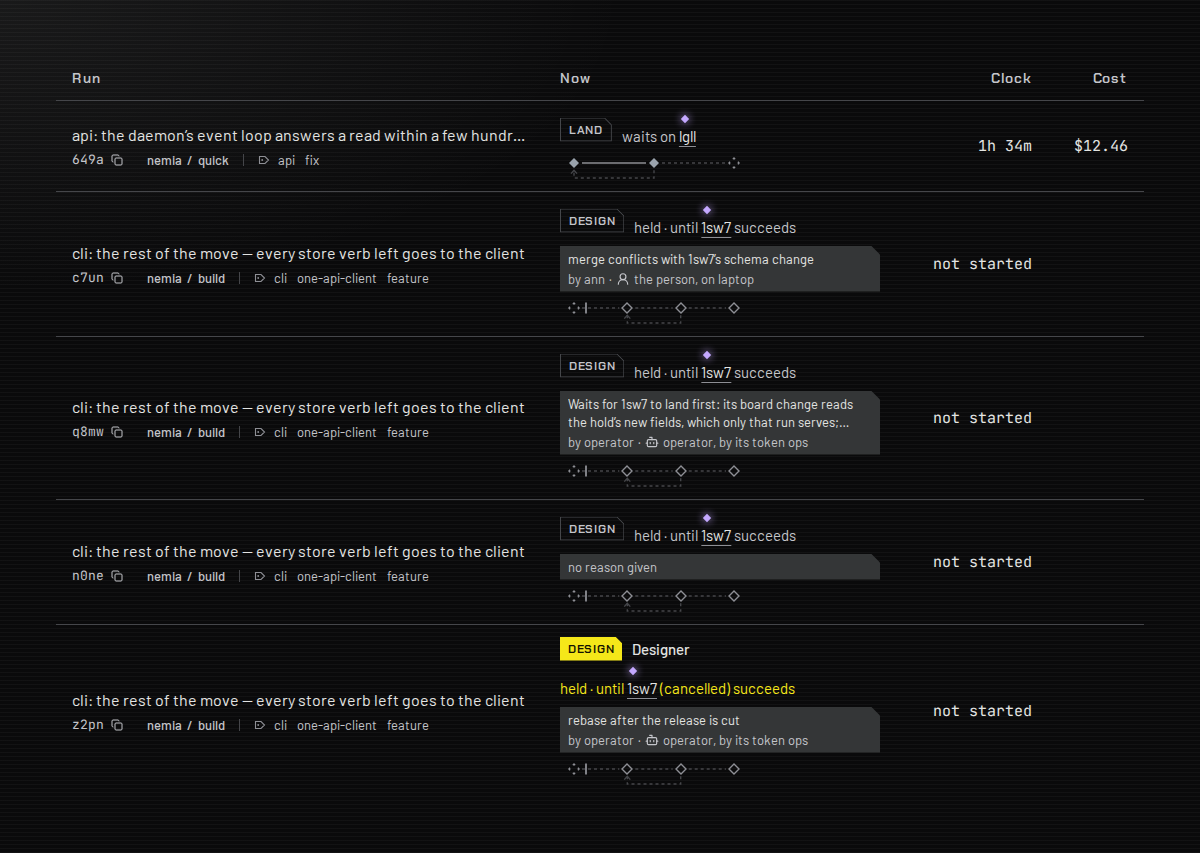 Run Now Clock Cost
api: the daemon's event loop answers a read within a few hundr...
649a nemla / quick api fix
LAND waits on lgll
1h 34m $12.46
cli: the rest of the move — every store verb left goes to the client
c7un nemla / build cli one-api-client feature
DESIGN held · until 1sw7 succeeds
merge conflicts with 1sw7's schema change
by ann · the person, on laptop
not started
cli: the rest of the move — every store verb left goes to the client
q8mw nemla / build cli one-api-client feature
DESIGN held · until 1sw7 succeeds
Waits for 1sw7 to land first: its board change reads
the hold's new fields, which only that run serves;...
by operator · operator, by its token ops
not started
cli: the rest of the move — every store verb left goes to the client
n0ne nemla / build cli one-api-client feature
DESIGN held · until 1sw7 succeeds
no reason given
not started
cli: the rest of the move — every store verb left goes to the client
z2pn nemla / build cli one-api-client feature
DESIGN Designer
held · until 1sw7 (cancelled) succeeds
rebase after the release is cut
by operator · operator, by its token ops
not started